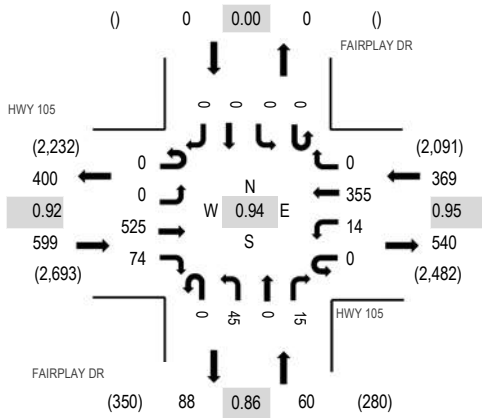 () 0 0.00 0 ()
FAIRPLAY DR
HWY 105
0 0 0 0
(2,232) 0 0 (2,091)
400 369
0 N 355
0.92 W 0.94 E 0.95
525 S 14
599 540
74 0
(2,693) (2,482)
0 45 0 15
HWY 105
FAIRPLAY DR
(350) 88 0.86 60 (280)